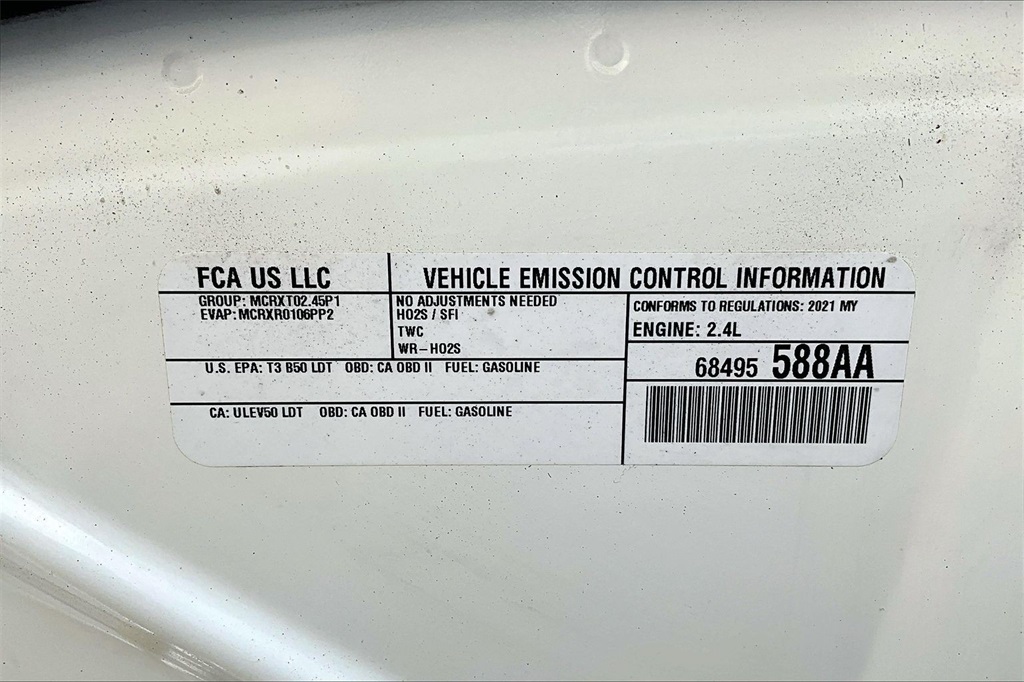 FCA US LLC
VEHICLE EMISSION CONTROL INFORMATION
GROUP: MCRXT02.45P1
EVAP: MCRXR0106PP2
NO ADJUSTMENTS NEEDED
HO2S / SFI
TWC
WR-HO2S
CONFORMS TO REGULATIONS: 2021 MY
ENGINE: 2.4L
68495 588AA
U.S. EPA: T3 B50 LDT OBD: CA OBD II FUEL: GASOLINE
CA: ULEV50 LDT OBD: CA OBD II FUEL: GASOLINE